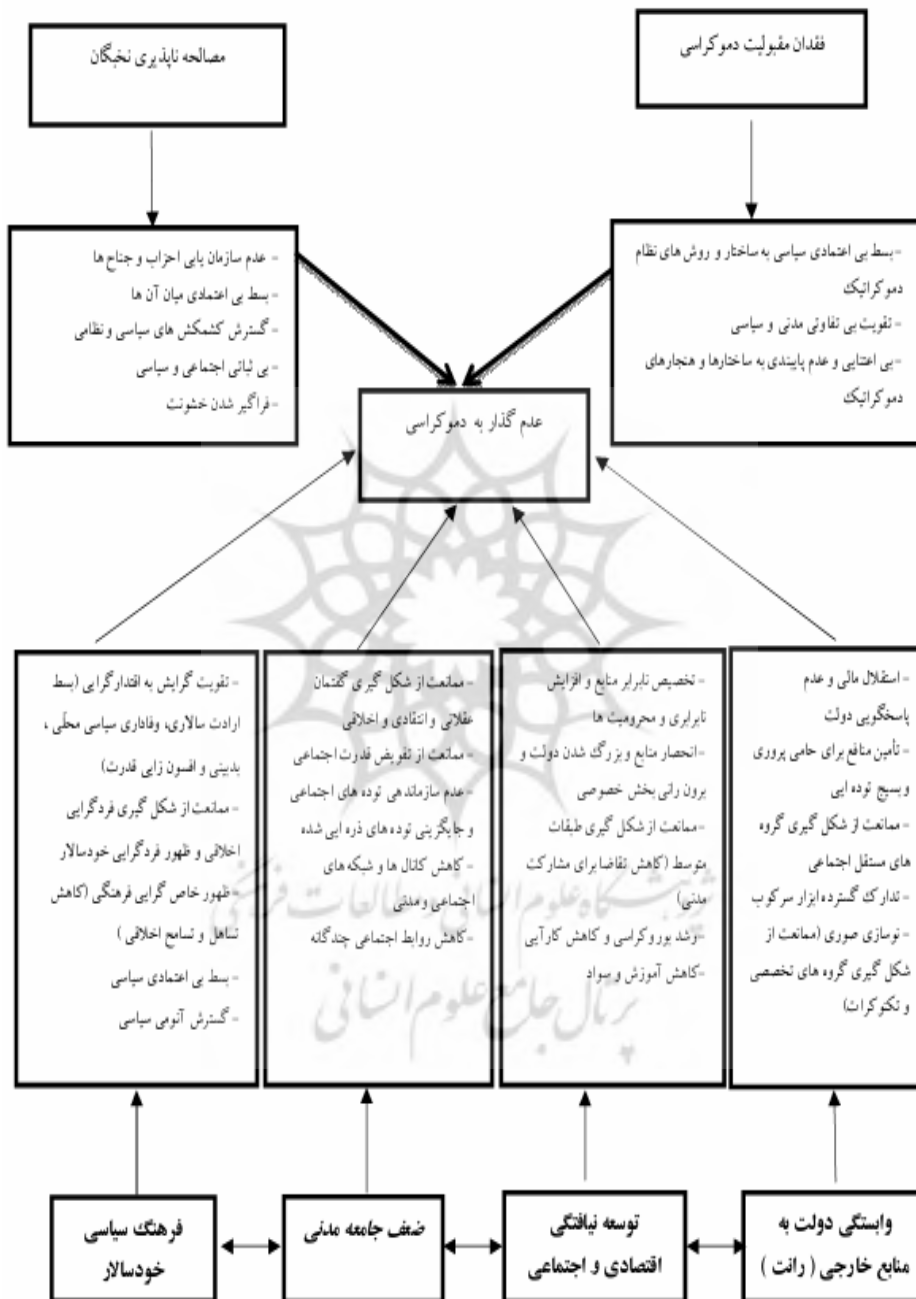 فقدان مقبولیت دموکراسی
مصالحه ناپذیری نخبگان
-بسط بی اعتمادی سیاسی به ساختار و روش های نظام
دموکراتیک
- تقویت بی تفاوتی مدنی و سیاسی
-بی اعتنایی و عدم پایبندی به ساختارها و هنجارهای
دموکراتیک
- عدم سازمان یابی احزاب و جناح ها
- بسط بی اعتمادی میان آن ها
- گسترش کشمکش های سیاسی و نظامی
- بی ثباتی اجتماعی و سیاسی
- فراگیر شدن خشونت
عدم گذار به دموکراسی
- استقلال مالی و عدم
پاسخگویی دولت
- تأمین منافع برای حامی پروری
و بسیج توده ایی
- ممانعت از شکل گیری گروه
های مستقل اجتماعی
- تدارک گسترده ابزار سرکوب
- نوسازی صوری (ممانعت از
شکل گیری گروه های تخصصی
و تکنوکرات)
- تخصیص نابرابر منابع و افزایش
نابرابری و محرومیت ها
-انحصار منابع و بزرگ شدن دولت و
برون رانی بخش خصوصی
-ممانعت از شکل گیری طبقات
متوسط (کاهش تقاضا برای مشارکت
مدنی)
-رشد بوروکراسی و کاهش کارآیی
-کاهش آموزش و سواد
- ممانعت از شکل گیری گفتمان
عقلانی و انتقادی و اخلاقی
-ممانعت از تفویض قدرت اجتماعی
-عدم سازماندهی توده های اجتماعی
و جایگزینی توده های ذره ایی شده
-کاهش کانال ها و شبکه های
اجتماعی و مدنی
-کاهش روابط اجتماعی چندگانه
- تقویت گرایش به اقتدارگرایی (بسط
ارادت سالاری، وفاداری سیاسی محلّی ،
بدبینی و افسون زایی قدرت)
- ممانعت از شکل گیری فردگرایی
اخلاقی و ظهور فردگرایی خودسالار
- ظهور خاص گرایی فرهنگی (کاهش
تساهل و تسامح اخلاقی )
- بسط بی اعتمادی سیاسی
- گسترش آنومی سیاسی
پژوهشگاه علوم انسانی و مطالعات فرهنگی
پرتال جامع علوم انسانی
وابستگی دولت به
منابع خارجی ( رانت )
توسعه نیافتگی
اقتصادی و اجتماعی
ضعف جامعه مدنی
فرهنگ سیاسی
خودسالار